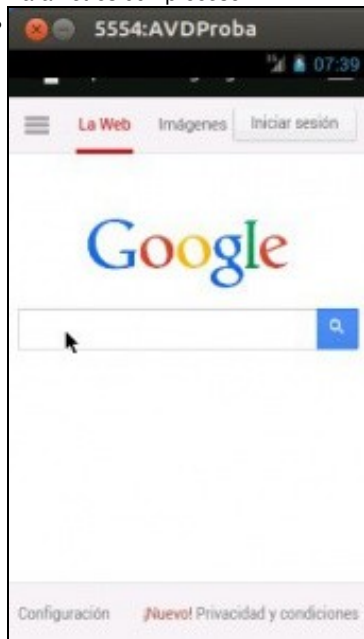 5554:AVDProba
07:39
La Web Imágenes Iniciar sesión
Google
Configuración ¡Nuevo! Privacidad y condiciones